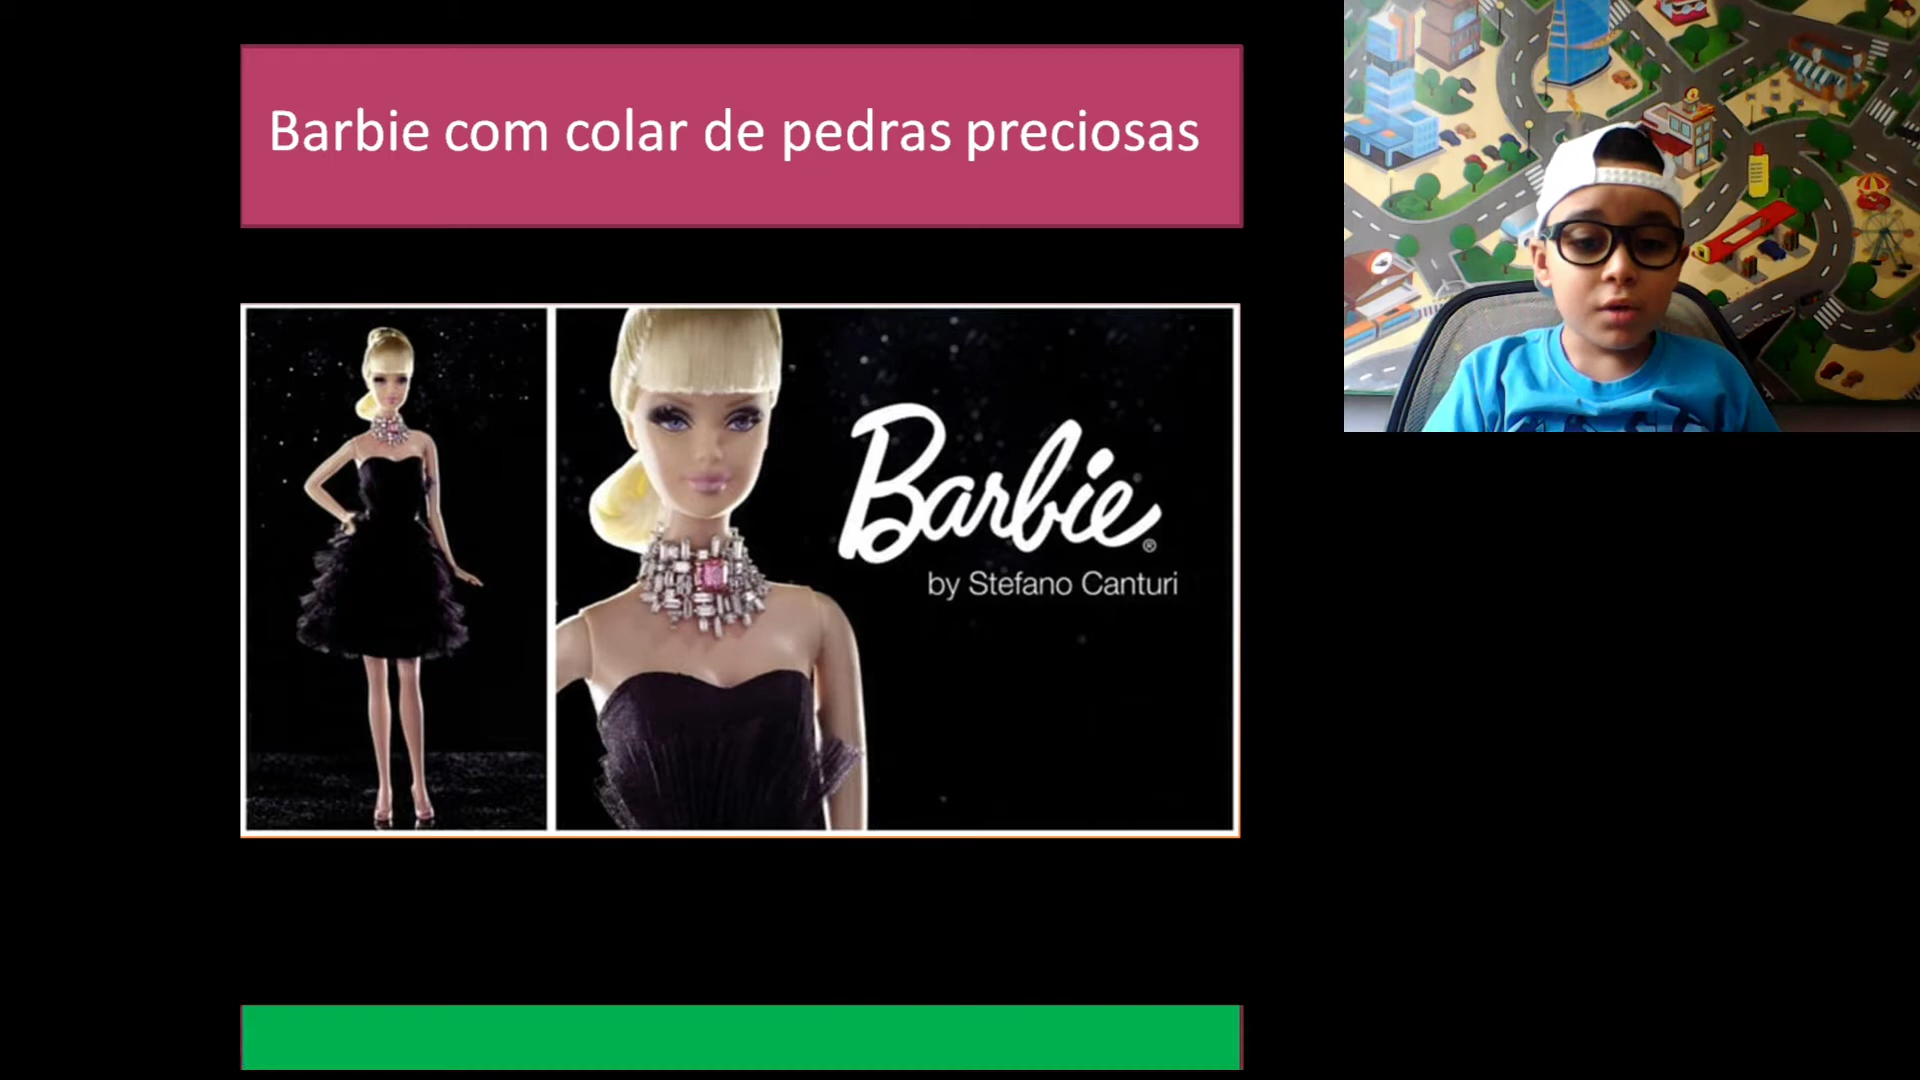 Barbie com colar de pedras preciosas
Barbie®
by Stefano Canturi